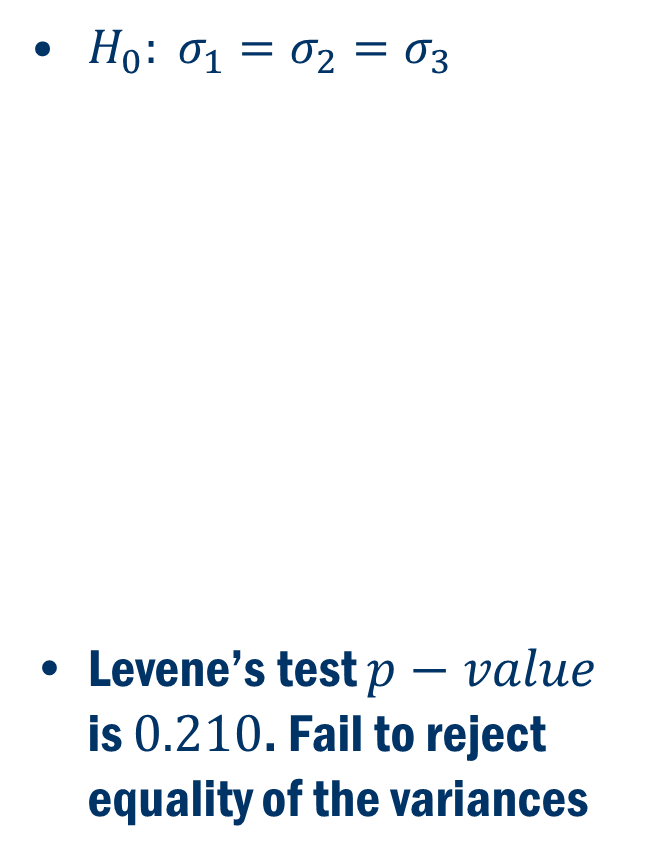 • H₀: σ₁ = σ₂ = σ₃
• Levene’s test p − value
is 0.210. Fail to reject
equality of the variances